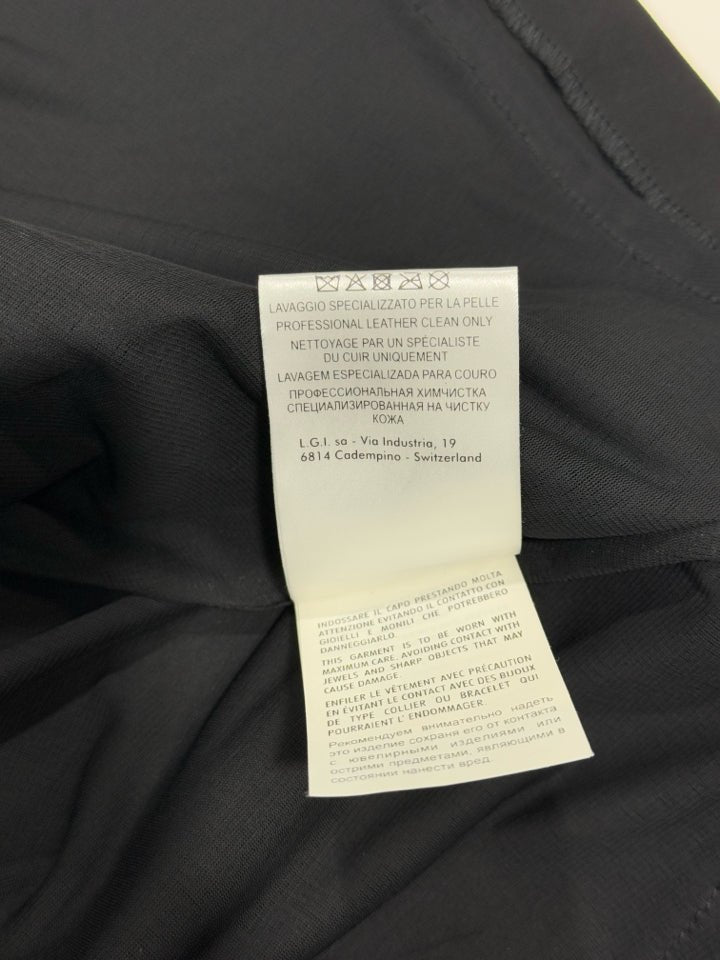 LAVAGGIO SPECIALIZZATO PER LA PELLE
PROFESSIONAL LEATHER CLEAN ONLY
NETTOYAGE PAR UN SPÉCIALISTE
DU CUIR UNIQUEMENT
LAVAGEM ESPECIALIZADA PARA COURO
ПРОФЕССИОНАЛЬНАЯ ХИМЧИСТКА
СПЕЦИАЛИЗИРОВАННАЯ НА ЧИСТКУ
КОЖА
L.G.I. sa - Via Industria, 19
6814 Cadempino - Switzerland
INDOSSARE IL CAPO PRESTANDO MOLTA
ATTENZIONE EVITANDO IL CONTATTO CON
GIOIELLI E MONILI CHE POTREBBERO
DANNEGGIARLO.
THIS GARMENT IS TO BE WORN WITH
MAXIMUM CARE, AVOIDING CONTACT WITH
JEWELS AND SHARP OBJECTS THAT MAY
CAUSE DAMAGE.
ENFILER LE VÊTEMENT AVEC PRÉCAUTION
EN ÉVITANT LE CONTACT AVEC DES BIJOUX
DE TYPE COLLIER OU BRACELET QUI
POURRAIENT L' ENDOMMAGER.
Рекомендуем внимательно надеть
это изделие сохраня его от контакта
с ювелирными изделиями или
острими предметами, являющими в
состоянии нанести вред